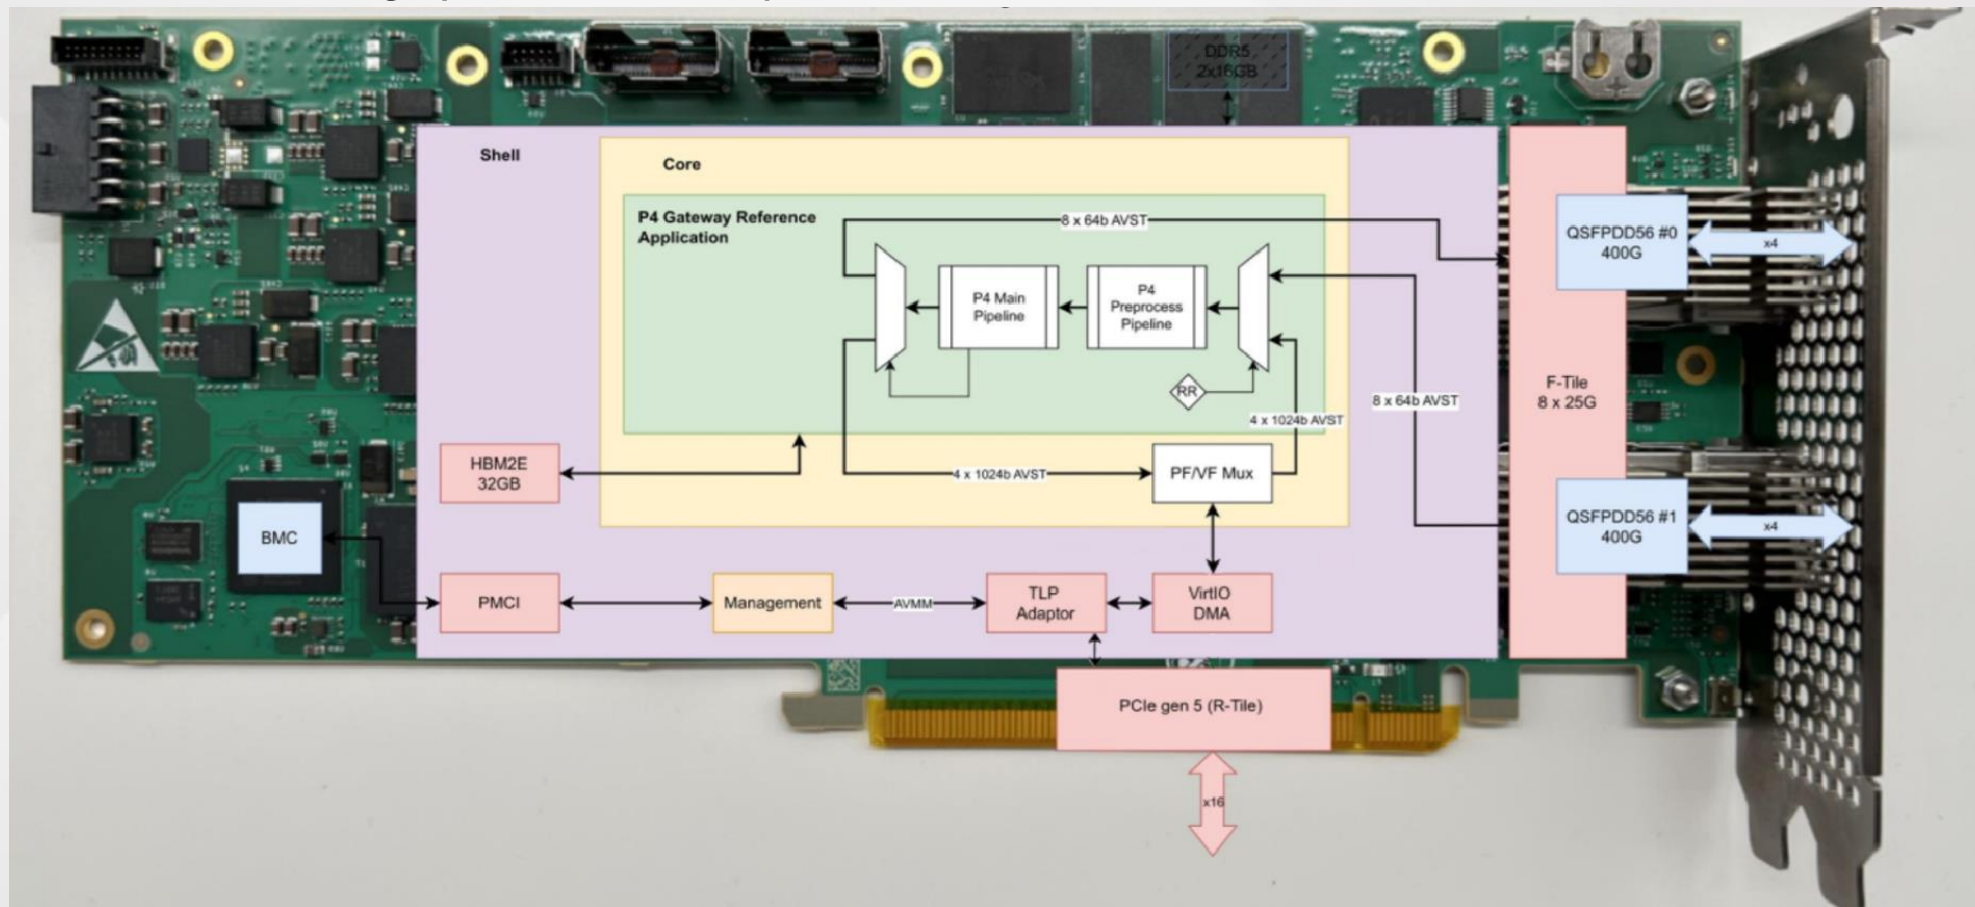 DDR5
2x16GB
Shell
Core
P4 Gateway Reference
Application
8 x 64b AVST
QSFPDD56 #0
400G
x4
P4 Main
Pipeline
P4
Preprocess
Pipeline
RR
F-Tile
8 x 25G
8 x 64b AVST
4 x 1024b AVST
HBM2E
32GB
4 x 1024b AVST
PF/VF Mux
BMC
QSFPDD56 #1
400G
x4
PMCI
Management
AVMM
TLP
Adaptor
VirtIO
DMA
PCIe gen 5 (R-Tile)
x16